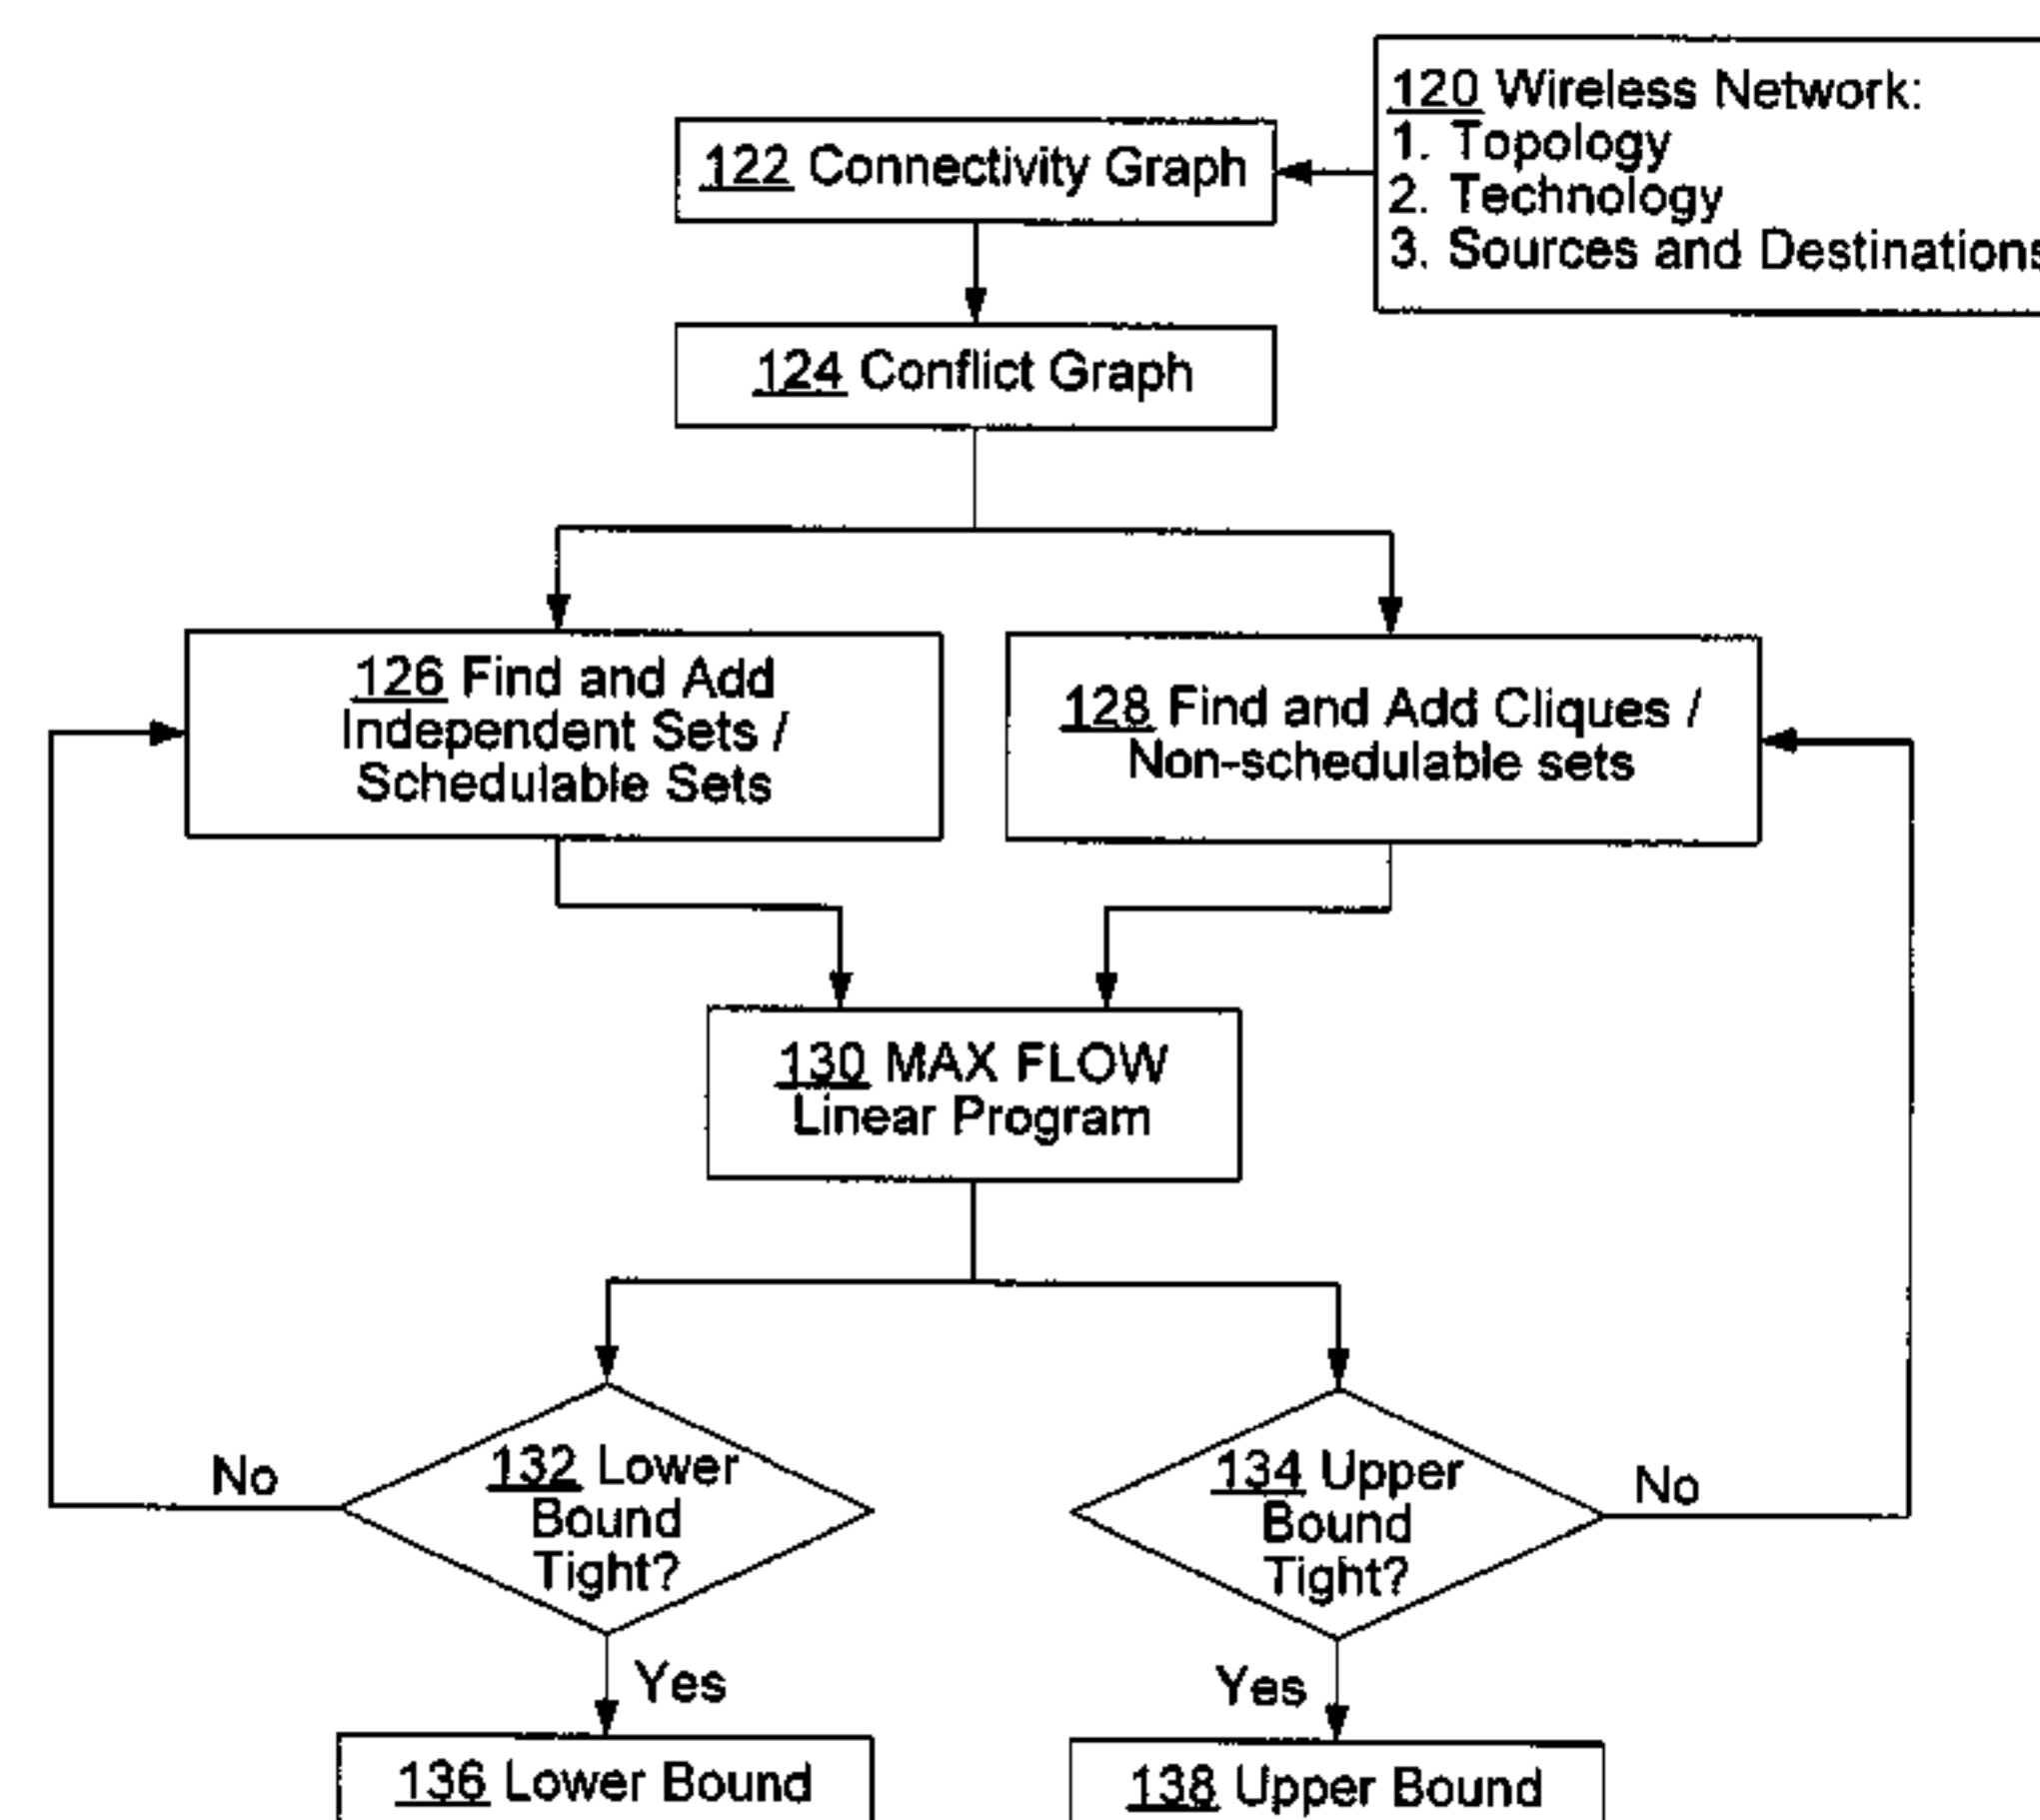 120 Wireless Network:
1. Topology
2. Technology
3. Sources and Destinations
122 Connectivity Graph
124 Conflict Graph
126 Find and Add
Independent Sets /
Schedulable Sets
128 Find and Add Cliques /
Non-schedulable sets
130 MAX FLOW
Linear Program
132 Lower
Bound
Tight?
No
Yes
134 Upper
Bound
Tight?
No
Yes
136 Lower Bound
138 Upper Bound